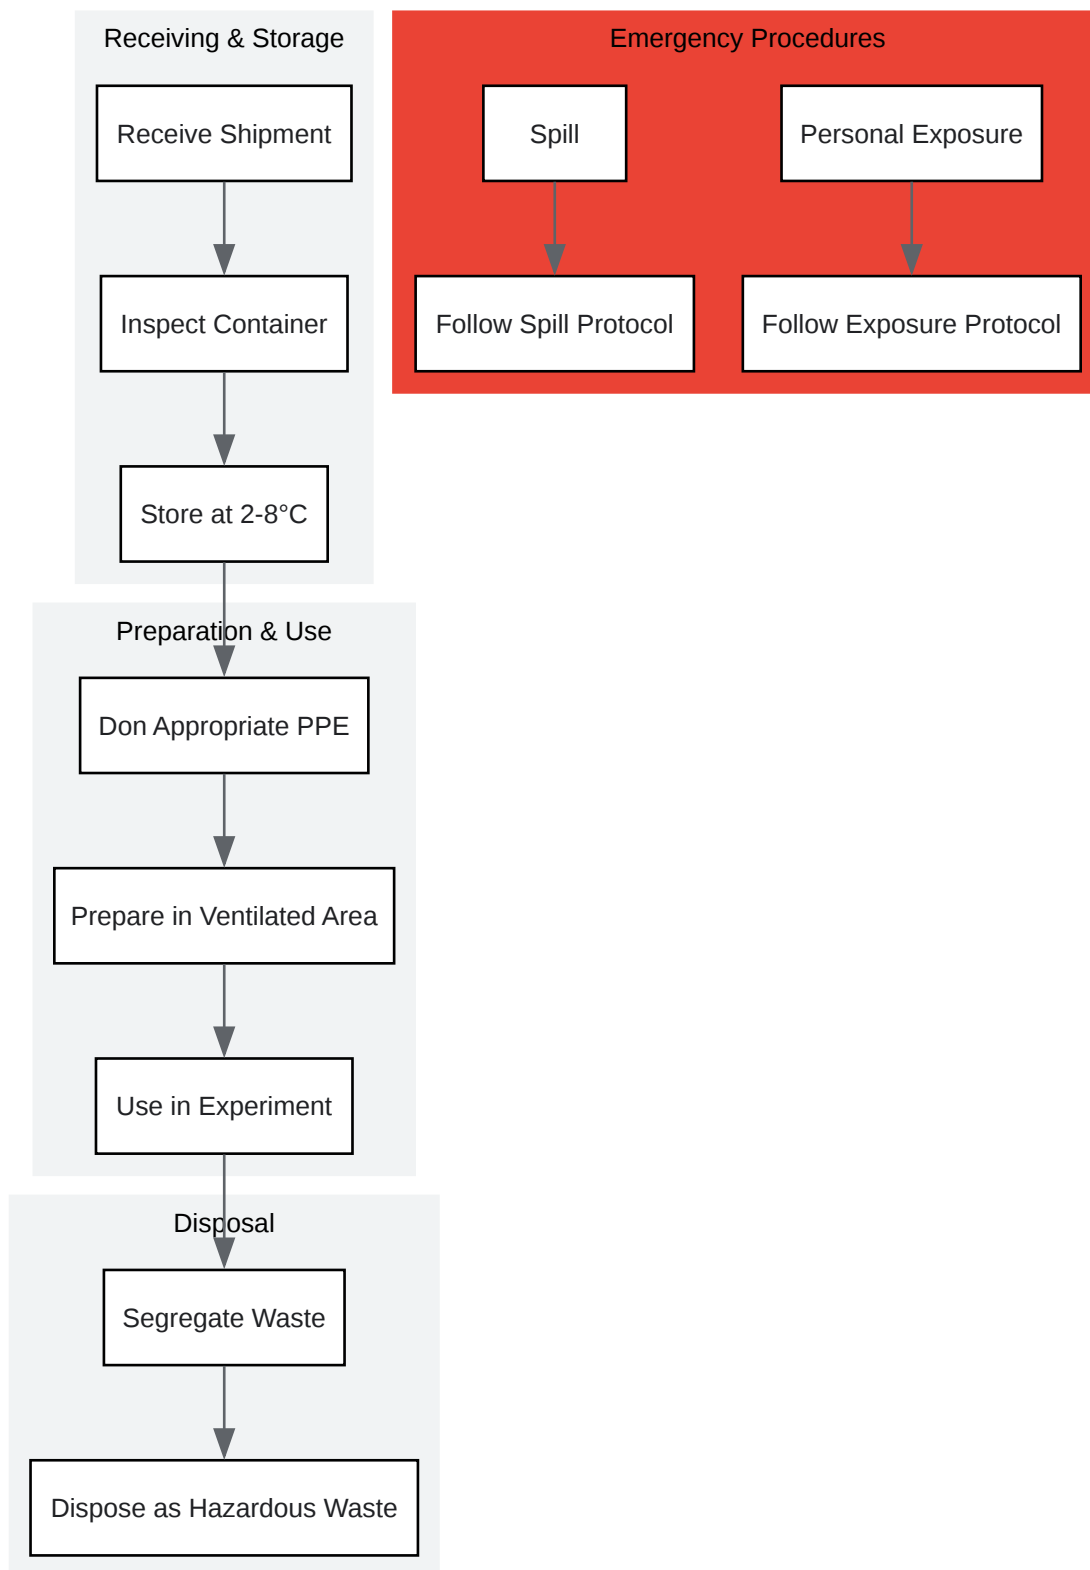 Receiving & Storage
Receive Shipment
Inspect Container
Store at 2-8°C
Emergency Procedures
Spill
Personal Exposure
Follow Spill Protocol
Follow Exposure Protocol
Preparation & Use
Don Appropriate PPE
Prepare in Ventilated Area
Use in Experiment
Disposal
Segregate Waste
Dispose as Hazardous Waste